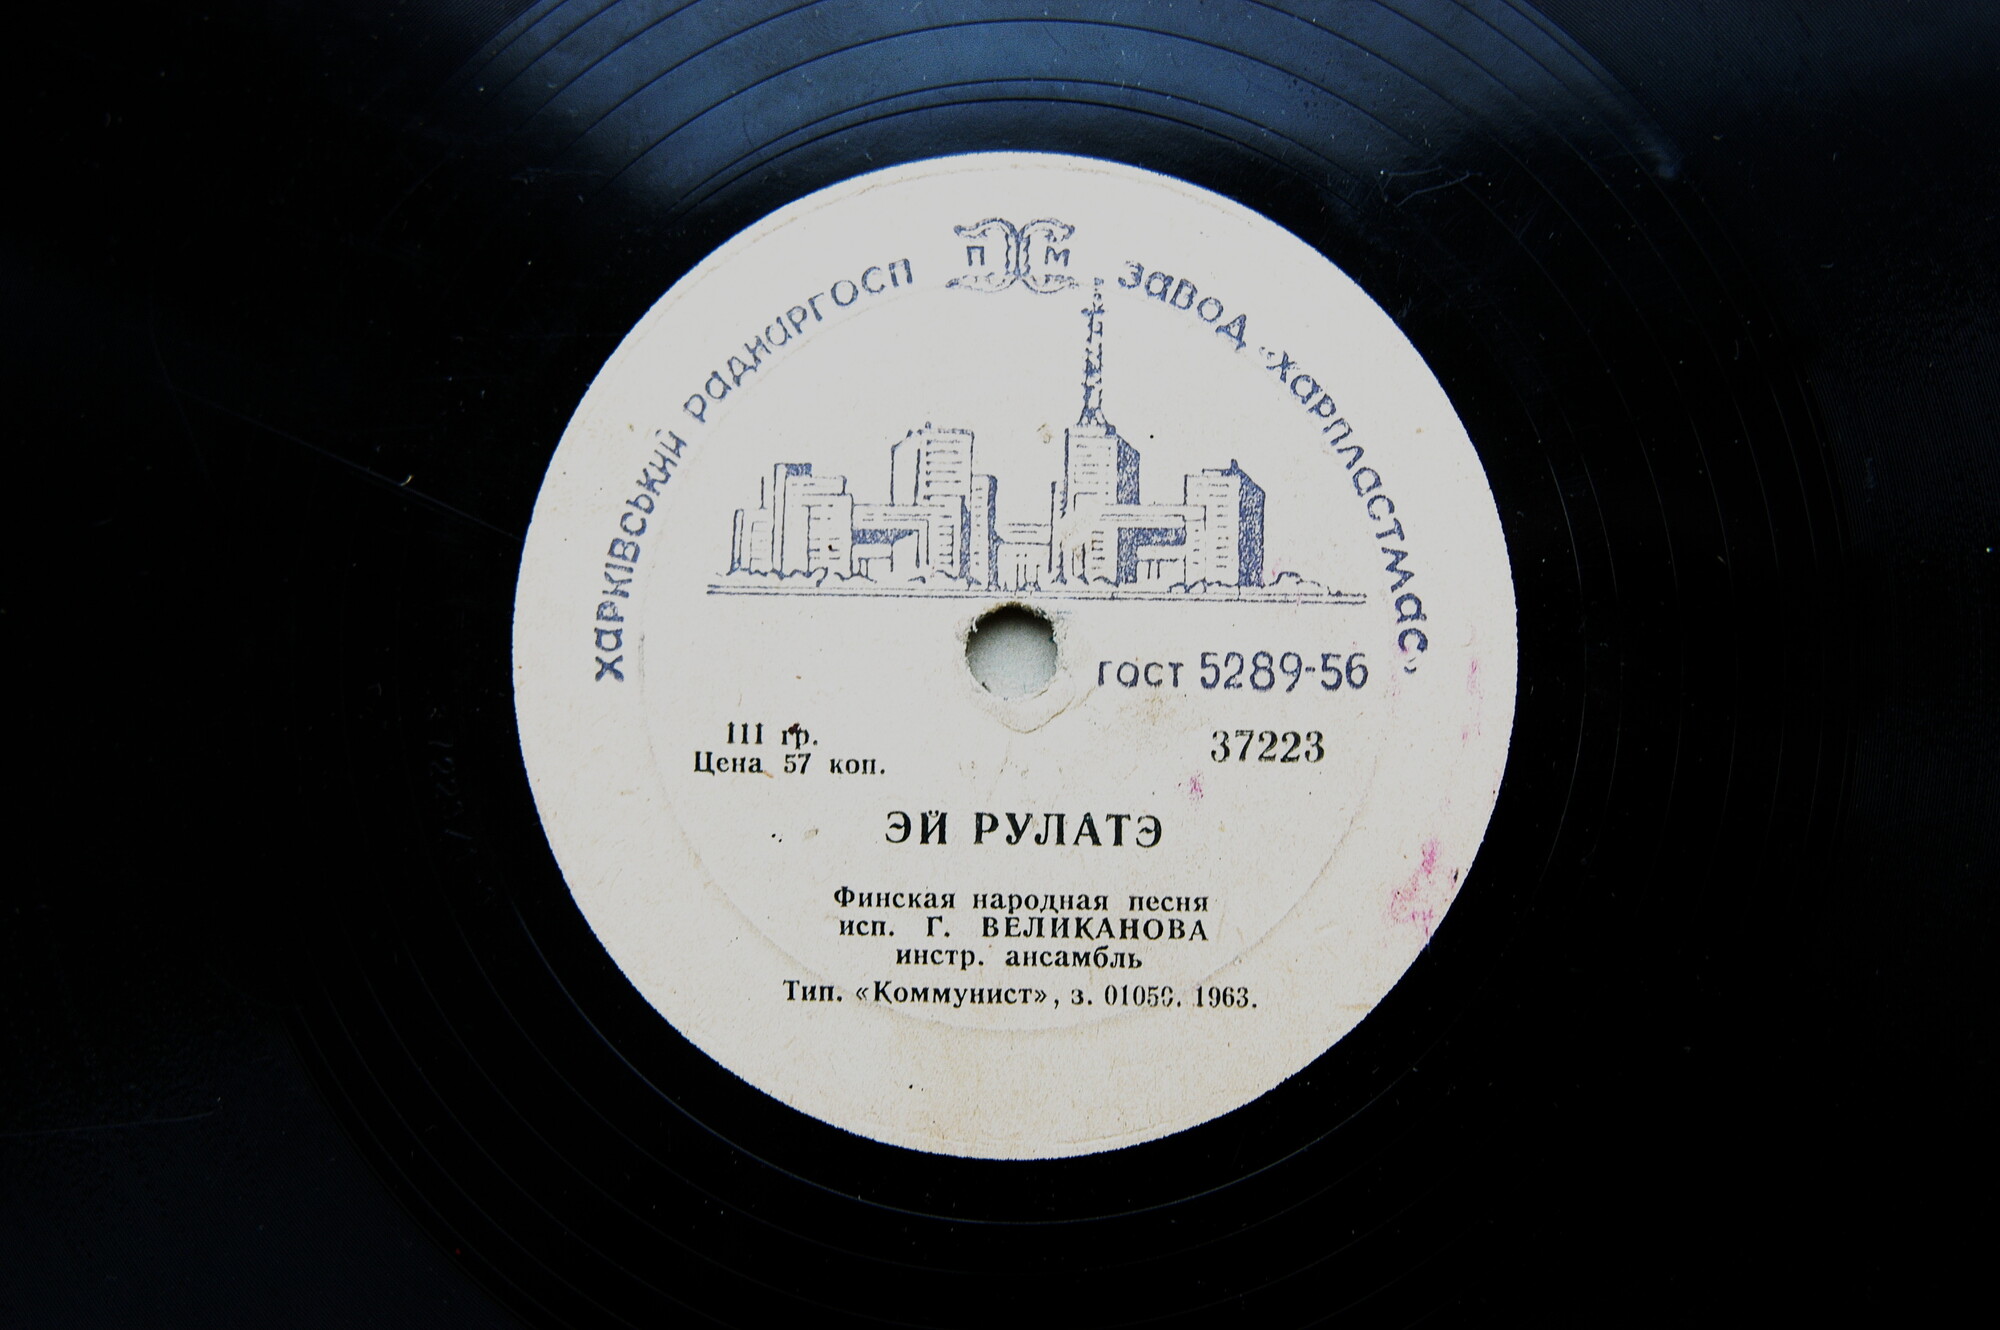 ХАРКІВСЬКИЙ РАДНАРГОСП
П М
ЗАВОД «ХАРПЛАСТМАС»
ГОСТ 5289-56
III гр.
37223
Цена 57 коп.
ЭЙ РУЛАТЭ
Финская народная песня
исп. Г. ВЕЛИКАНОВА
инстр. ансамбль
Тип. «Коммунист», з. 1963.